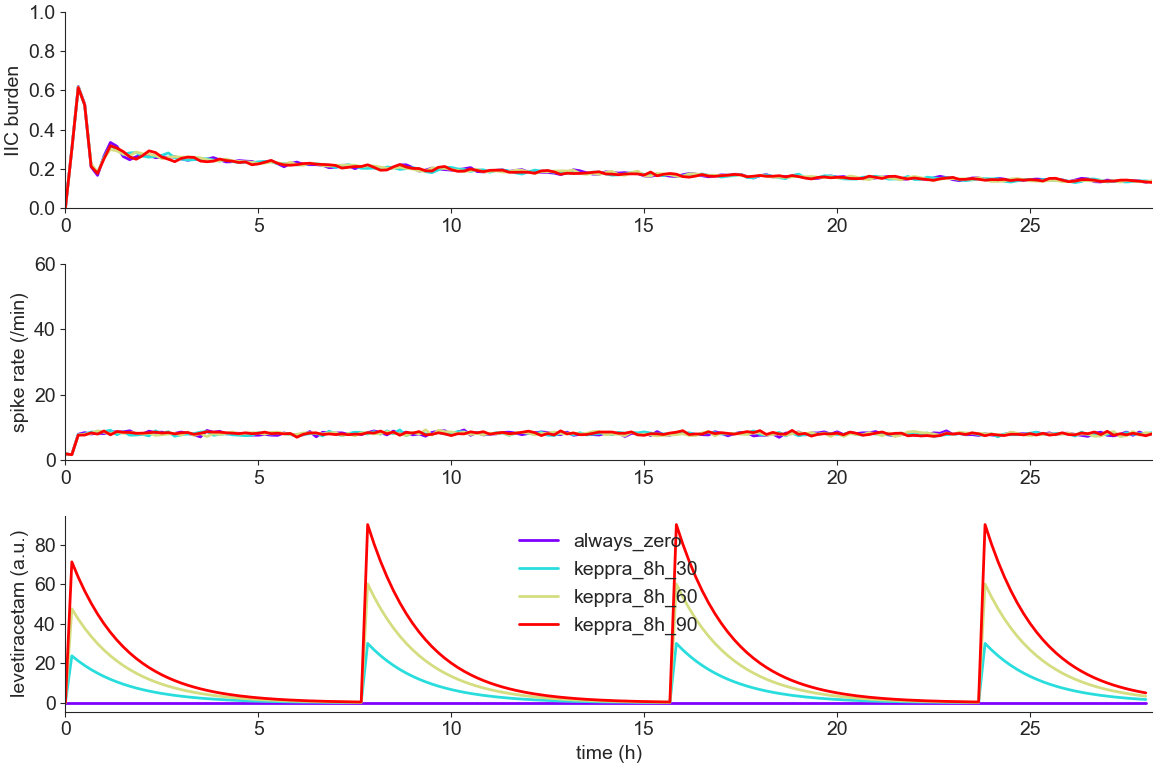 IIC burden
1.0
0.8
0.6
0.4
0.2
0.0
0 5 10 15 20 25
spike rate (/min)
60
40
20
0
0 5 10 15 20 25
levetiracetam (a.u.)
80
60
40
20
0
always_zero
keppra_8h_30
keppra_8h_60
keppra_8h_90
0 5 10 15 20 25
time (h)